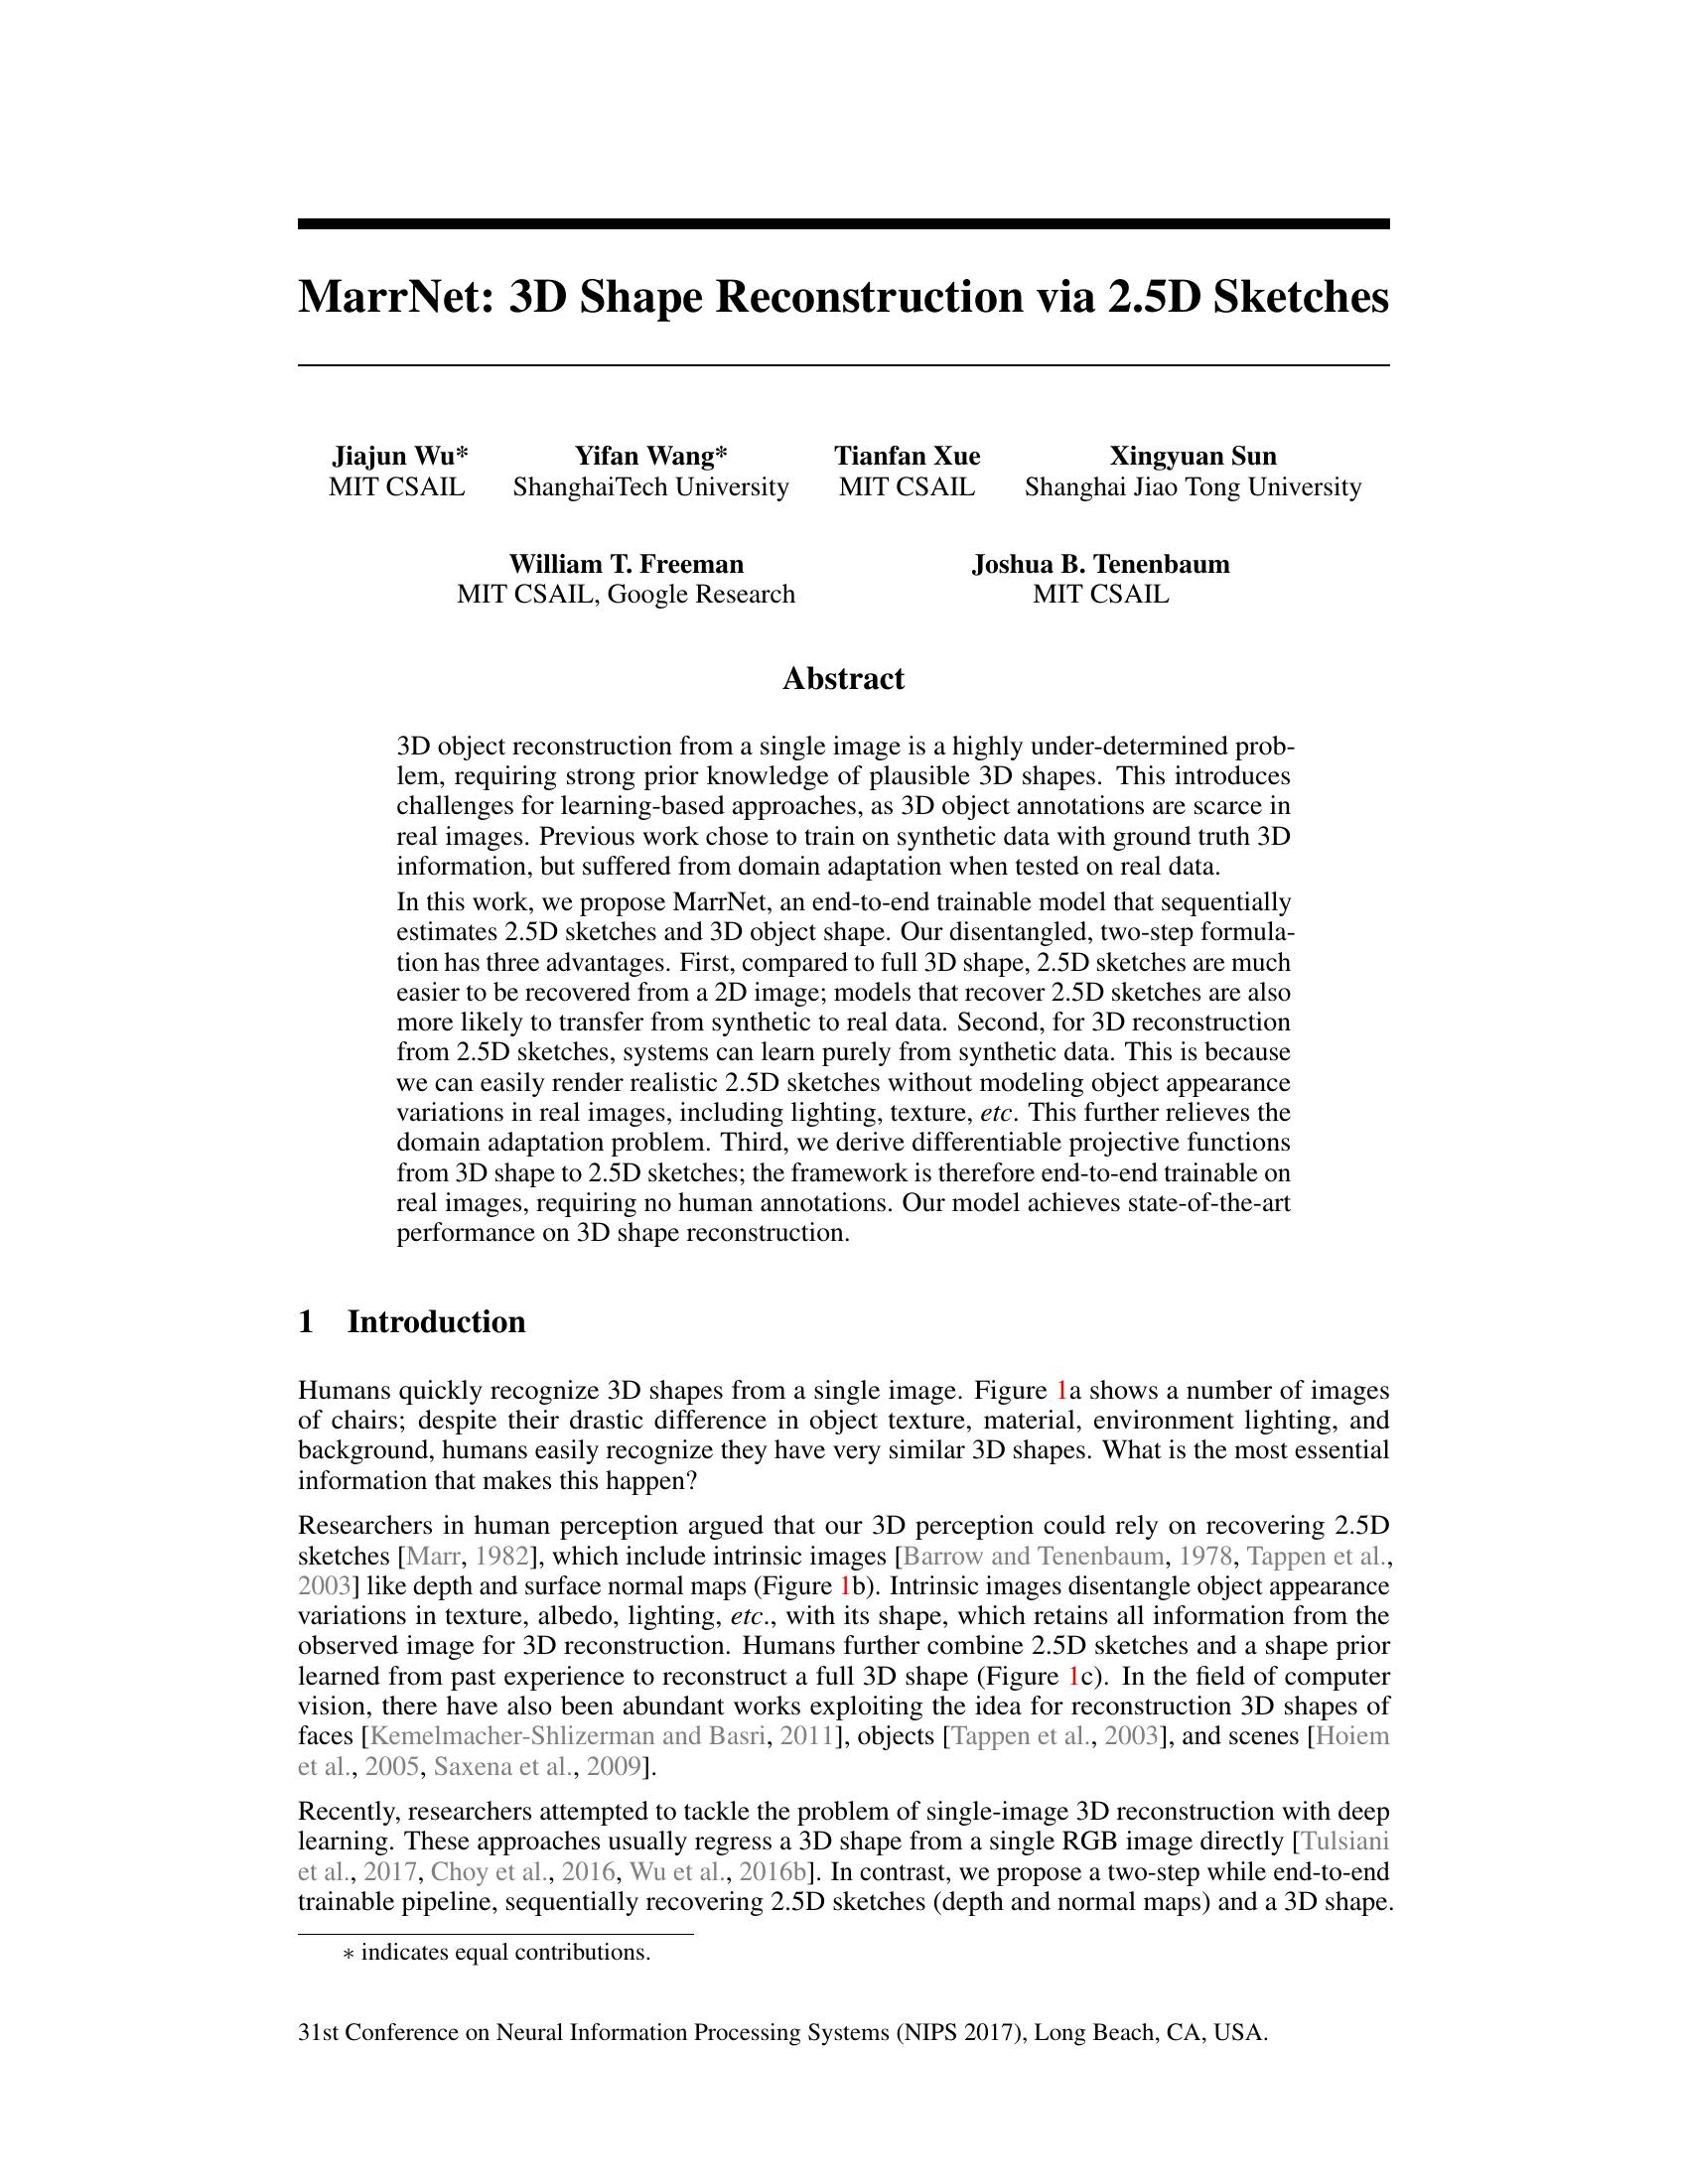 MarrNet: 3D Shape Reconstruction via 2.5D Sketches
Jiajun Wu* Yifan Wang* Tianfan Xue Xingyuan Sun
MIT CSAIL ShanghaiTech University MIT CSAIL Shanghai Jiao Tong University
William T. Freeman Joshua B. Tenenbaum
MIT CSAIL, Google Research MIT CSAIL
Abstract
3D object reconstruction from a single image is a highly under-determined prob-
lem, requiring strong prior knowledge of plausible 3D shapes. This introduces
challenges for learning-based approaches, as 3D object annotations are scarce in
real images. Previous work chose to train on synthetic data with ground truth 3D
information, but suffered from domain adaptation when tested on real data.
In this work, we propose MarrNet, an end-to-end trainable model that sequentially
estimates 2.5D sketches and 3D object shape. Our disentangled, two-step formula-
tion has three advantages. First, compared to full 3D shape, 2.5D sketches are much
easier to be recovered from a 2D image; models that recover 2.5D sketches are also
more likely to transfer from synthetic to real data. Second, for 3D reconstruction
from 2.5D sketches, systems can learn purely from synthetic data. This is because
we can easily render realistic 2.5D sketches without modeling object appearance
variations in real images, including lighting, texture, etc. This further relieves the
domain adaptation problem. Third, we derive differentiable projective functions
from 3D shape to 2.5D sketches; the framework is therefore end-to-end trainable on
real images, requiring no human annotations. Our model achieves state-of-the-art
performance on 3D shape reconstruction.
1 Introduction
Humans quickly recognize 3D shapes from a single image. Figure 1a shows a number of images
of chairs; despite their drastic difference in object texture, material, environment lighting, and
background, humans easily recognize they have very similar 3D shapes. What is the most essential
information that makes this happen?
Researchers in human perception argued that our 3D perception could rely on recovering 2.5D
sketches [Marr, 1982], which include intrinsic images [Barrow and Tenenbaum, 1978, Tappen et al.,
2003] like depth and surface normal maps (Figure 1b). Intrinsic images disentangle object appearance
variations in texture, albedo, lighting, etc., with its shape, which retains all information from the
observed image for 3D reconstruction. Humans further combine 2.5D sketches and a shape prior
learned from past experience to reconstruct a full 3D shape (Figure 1c). In the field of computer
vision, there have also been abundant works exploiting the idea for reconstruction 3D shapes of
faces [Kemelmacher-Shlizerman and Basri, 2011], objects [Tappen et al., 2003], and scenes [Hoiem
et al., 2005, Saxena et al., 2009].
Recently, researchers attempted to tackle the problem of single-image 3D reconstruction with deep
learning. These approaches usually regress a 3D shape from a single RGB image directly [Tulsiani
et al., 2017, Choy et al., 2016, Wu et al., 2016b]. In contrast, we propose a two-step while end-to-end
trainable pipeline, sequentially recovering 2.5D sketches (depth and normal maps) and a 3D shape.
∗ indicates equal contributions.
31st Conference on Neural Information Processing Systems (NIPS 2017), Long Beach, CA, USA.